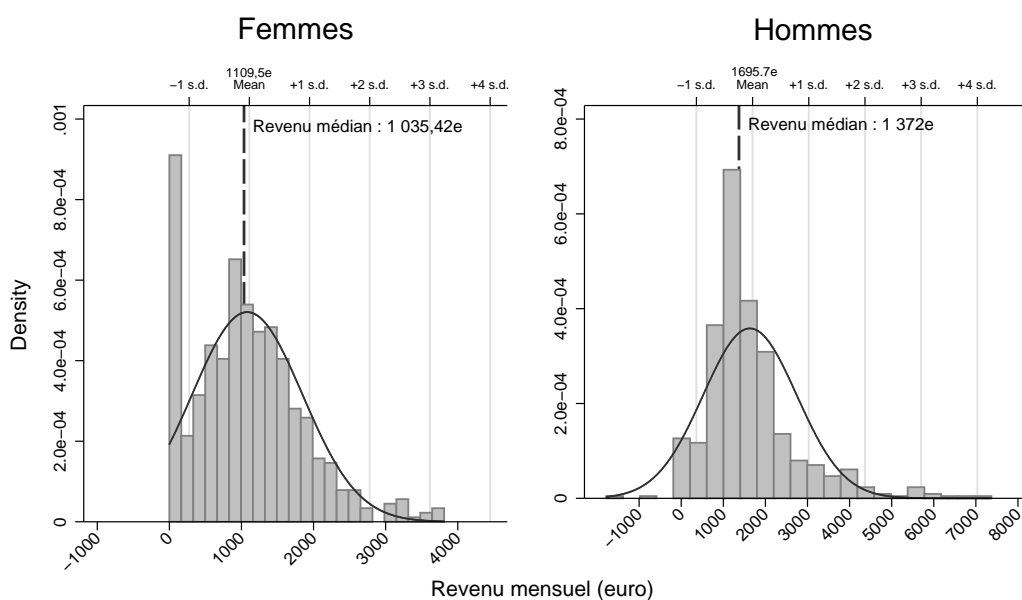 Femmes
Hommes
1109,5e
−1 s.d. Mean +1 s.d. +2 s.d. +3 s.d. +4 s.d.
1695.7e
−1 s.d. Mean +1 s.d. +2 s.d. +3 s.d. +4 s.d.
Revenu médian : 1 035,42e
Revenu médian : 1 372e
Density
.001
8.0e−04
6.0e−04
4.0e−04
2.0e−04
0
−1000 0 1000 2000 3000 4000
8.0e−04
6.0e−04
4.0e−04
2.0e−04
0
−1000 0 1000 2000 3000 4000 5000 6000 7000 8000
Revenu mensuel (euro)